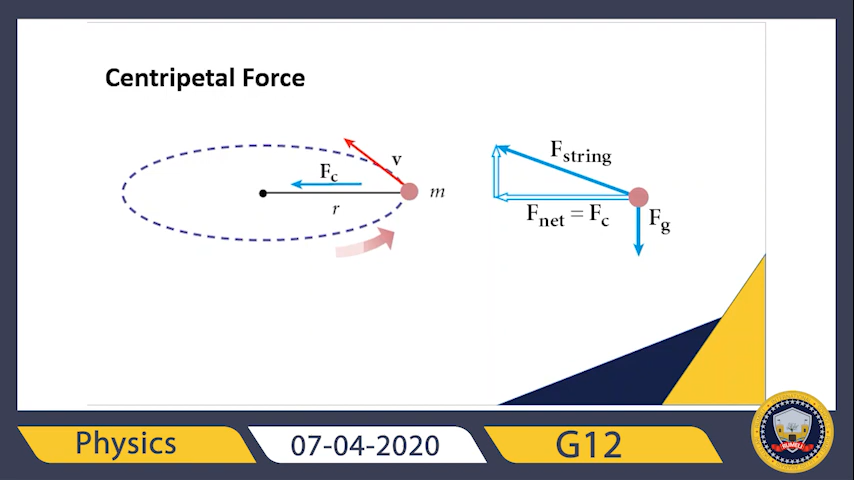 Centripetal Force
v
F_c
m
r
F_string
F_net = F_c
F_g
Physics
07-04-2020
G12